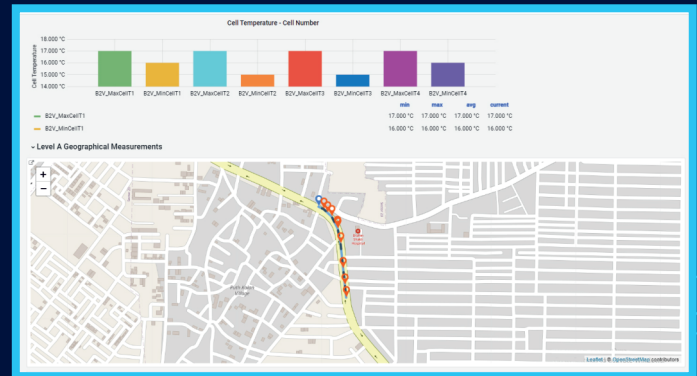 Cell Temperature - Cell Number
Cell Temperature
18.000 °C
17.000 °C
16.000 °C
15.000 °C
14.000 °C
B2V_MaxCellT1 B2V_MinCellT1 B2V_MaxCellT2 B2V_MinCellT2 B2V_MaxCellT3 B2V_MinCellT3 B2V_MaxCellT4 B2V_MinCellT4
min max avg current
B2V_MaxCellT1 17.000 °C 17.000 °C 17.000 °C 17.000 °C
B2V_MinCellT1 16.000 °C 16.000 °C 16.000 °C 16.000 °C
Level A Geographical Measurements
+
−
Leaflet | © OpenStreetMap contributors